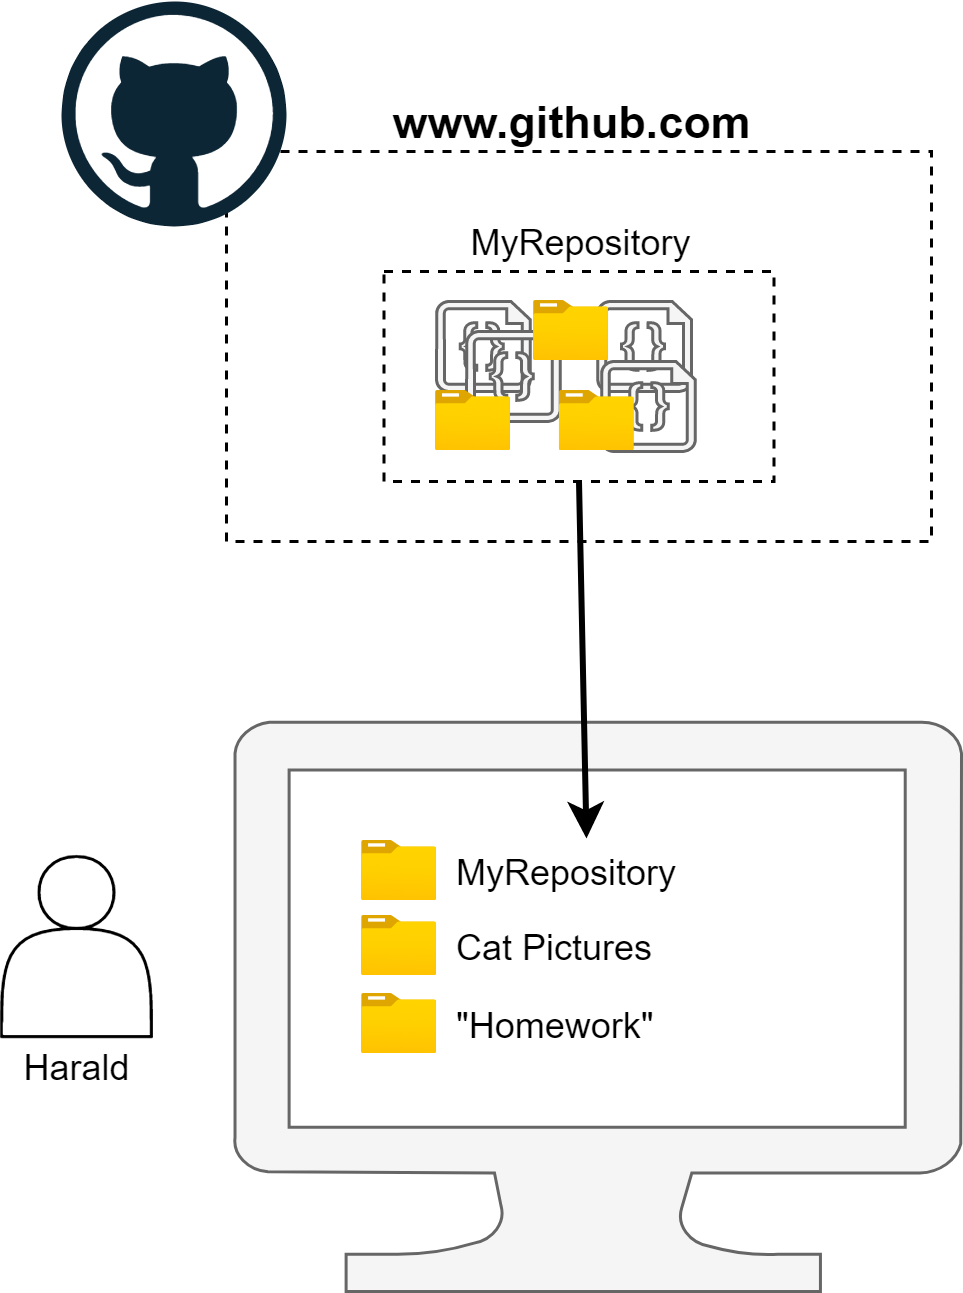 www.github.com
MyRepository
{}
{}
{}
{}
MyRepository
Cat Pictures
"Homework"
Harald